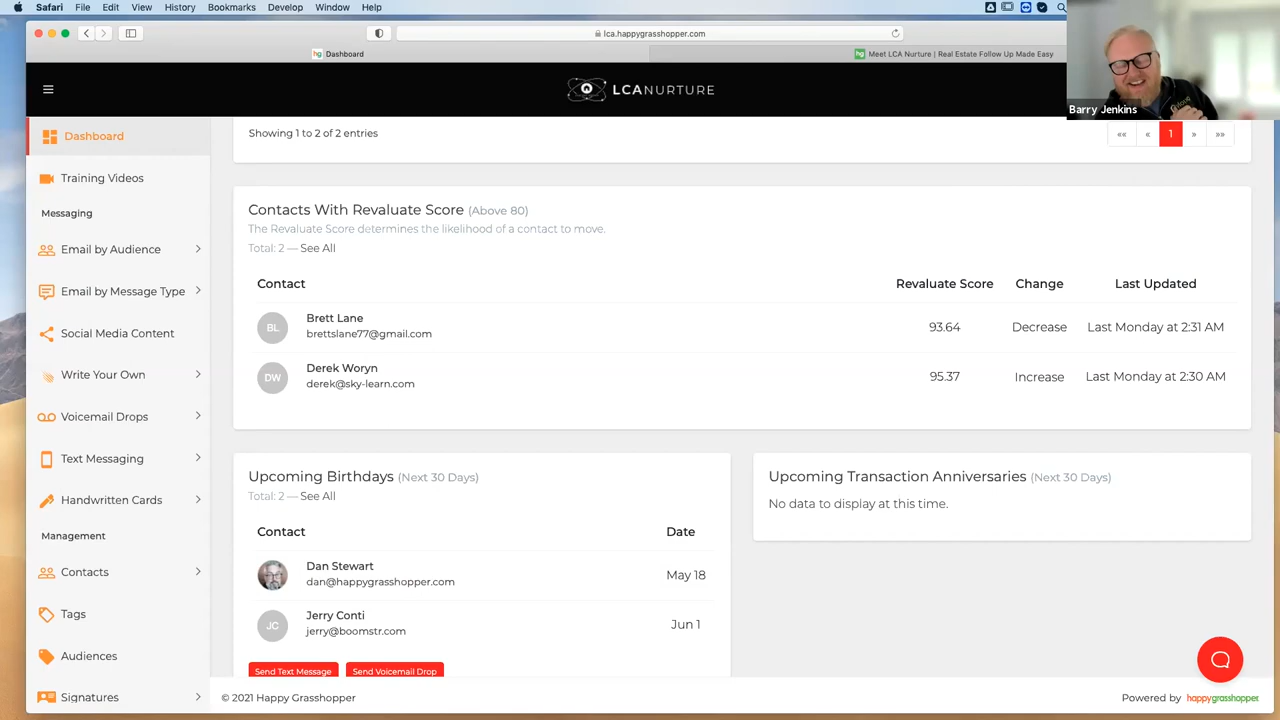 Safari File Edit View History Bookmarks Develop Window Help
lca.happygrasshopper.com
hg Dashboard
hg Meet LCA Nurture | Real Estate Follow Up Made Easy
Barry Jenkins
LCANURTURE
Dashboard
Training Videos
Messaging
Email by Audience
Email by Message Type
Social Media Content
Write Your Own
Voicemail Drops
Text Messaging
Handwritten Cards
Management
Contacts
Tags
Audiences
Signatures
Showing 1 to 2 of 2 entries
«« « 1 » »»
Contacts With Revaluate Score (Above 80)
The Revaluate Score determines the likelihood of a contact to move.
Total: 2 — See All
Contact Revaluate Score Change Last Updated
BL Brett Lane
brettslane77@gmail.com
93.64 Decrease Last Monday at 2:31 AM
DW Derek Woryn
derek@sky-learn.com
95.37 Increase Last Monday at 2:30 AM
Upcoming Birthdays (Next 30 Days)
Total: 2 — See All
Contact Date
Dan Stewart
dan@happygrasshopper.com
May 18
JC Jerry Conti
jerry@boomstr.com
Jun 1
Send Text Message Send Voicemail Drop
Upcoming Transaction Anniversaries (Next 30 Days)
No data to display at this time.
© 2021 Happy Grasshopper
Powered by happygrasshopper